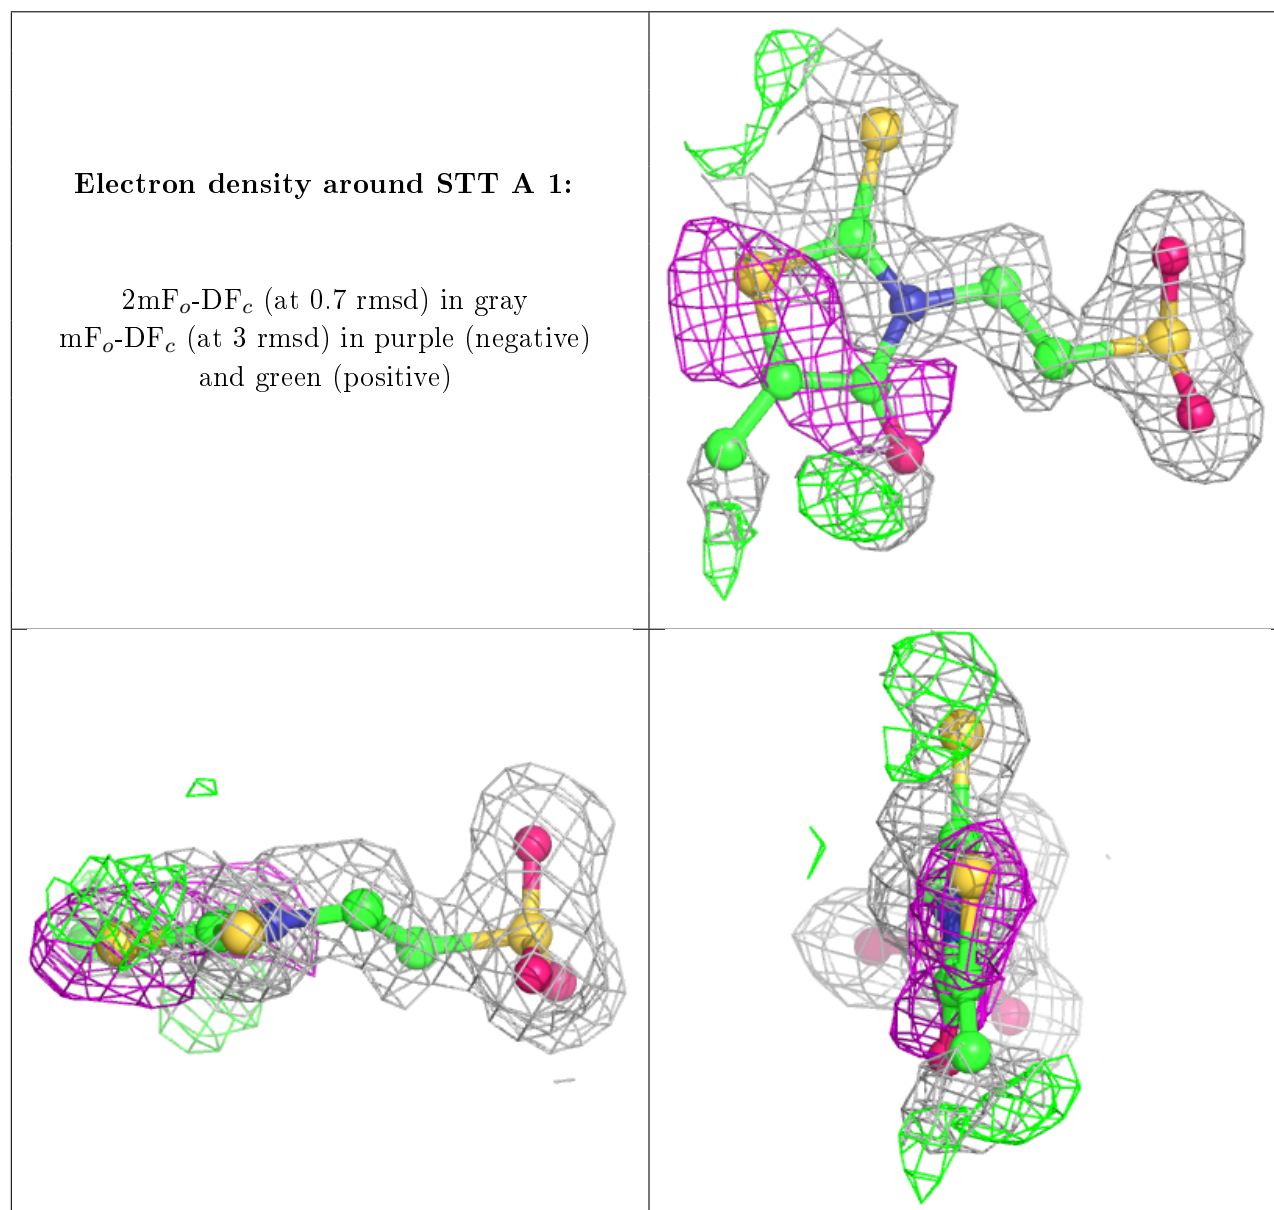 Electron density around STT A 1:
2mFo-DFc (at 0.7 rmsd) in gray
mFo-DFc (at 3 rmsd) in purple (negative)
and green (positive)